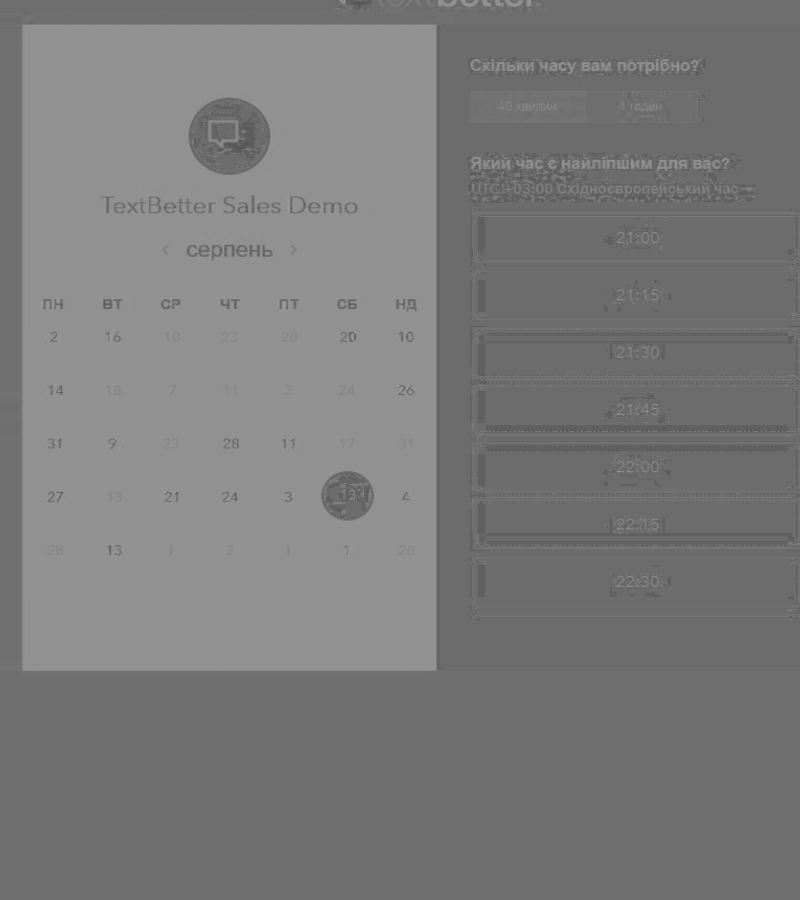 textbetter.
TextBetter Sales Demo
‹ серпень ›
ПН ВТ СР ЧТ ПТ СБ НД
2 16 10 23 28 20 10
14 18 7 11 2 24 26
31 9 23 28 11 17 31
27 13 21 24 3 13 4
28 13 1 2 1 1 28
Скільки часу вам потрібно?
40 хвилин годин
Який час є найліпшим для вас?
UTC+03:00 Східноєвропейський час
21:00
21:15
21:30
21:45
22:00
22:15
22:30